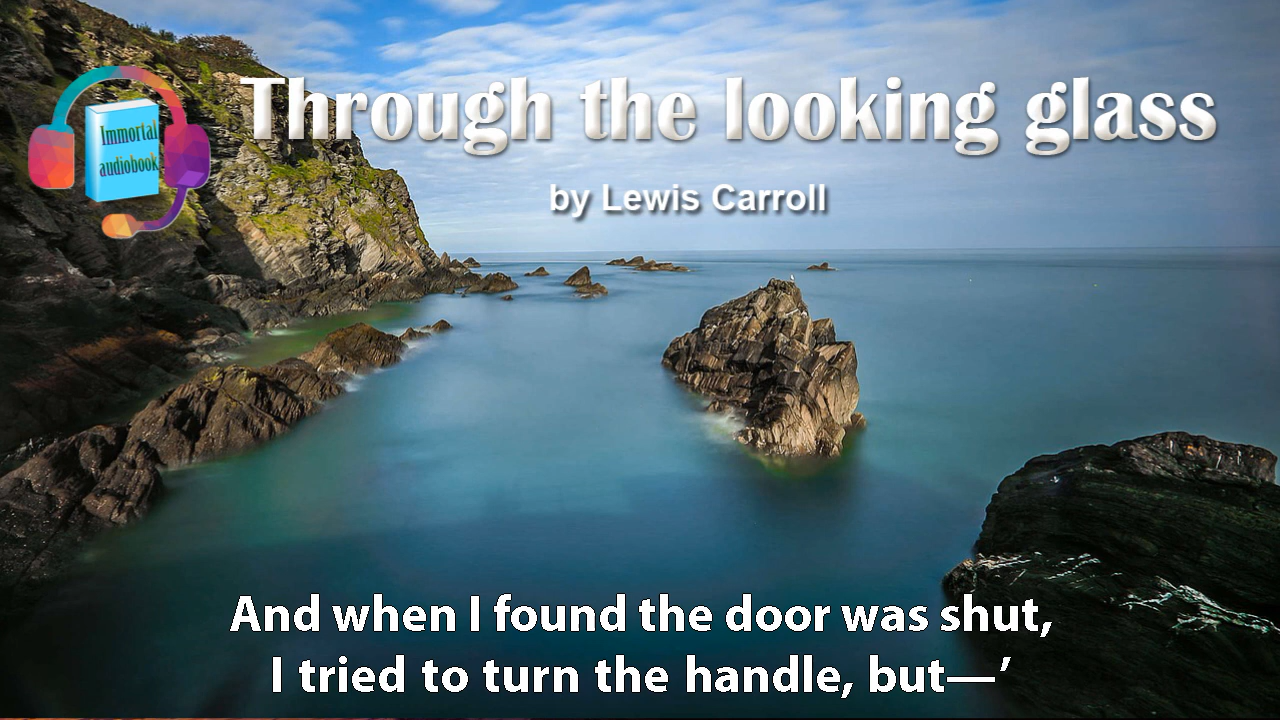 Through the looking glass
by Lewis Carroll
Immortal
audiobook
And when I found the door was shut,
I tried to turn the handle, but—’